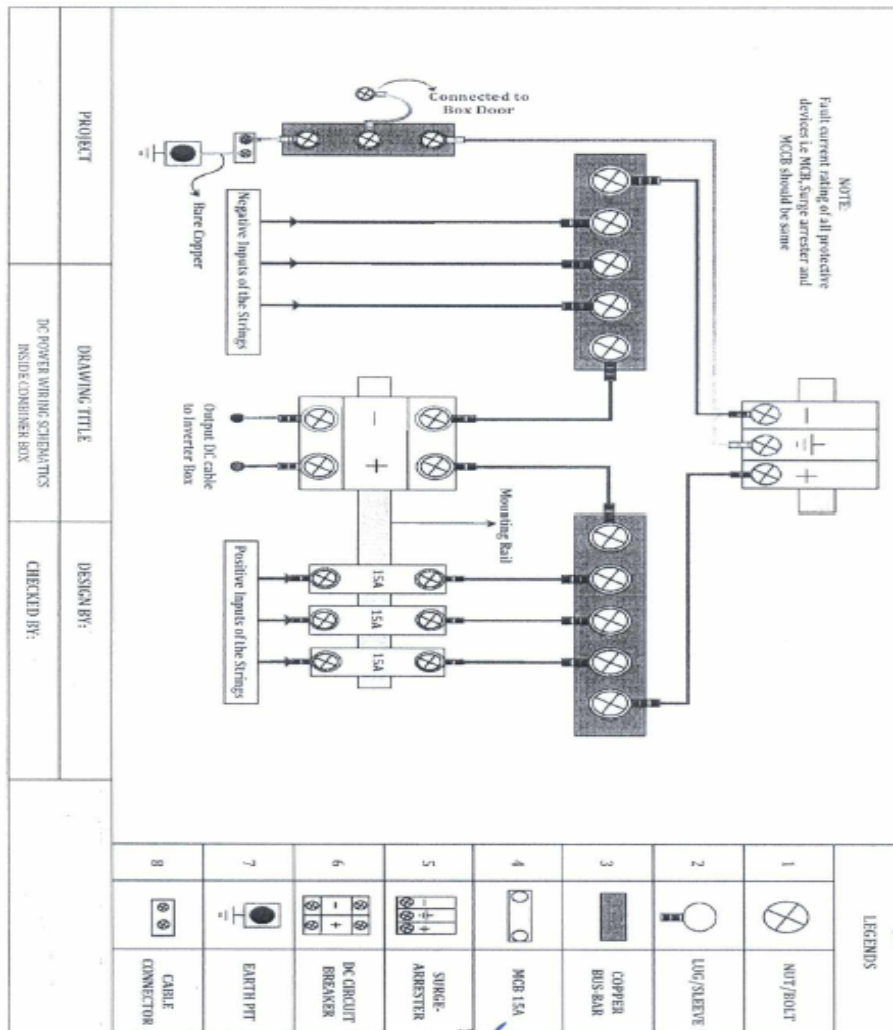 NOTE:
Fault current rating of all protective
devices i.e MCB, Surge arrester and
MCCB should be same
Connected to
Box Door
Bare Copper
Negative Inputs of the Strings
Output DC cable
to Inverter Box
Mounting Rail
Positive Inputs of the Strings
15A
15A
15A
-
+
-
+
LEGENDS
1
NUT/BOLT
2
LUG/SLEEVE
3
COPPER
BUS-BAR
4
MCB 15A
5
SURGE-
ARRESTER
6
DC CIRCUIT
BREAKER
7
EARTH PIT
8
CABLE
CONNECTOR
PROJECT
DRAWING TITLE
DESIGN BY:
DC POWER WIRING SCHEMATICS
INSIDE COMBINER BOX
CHECKED BY: